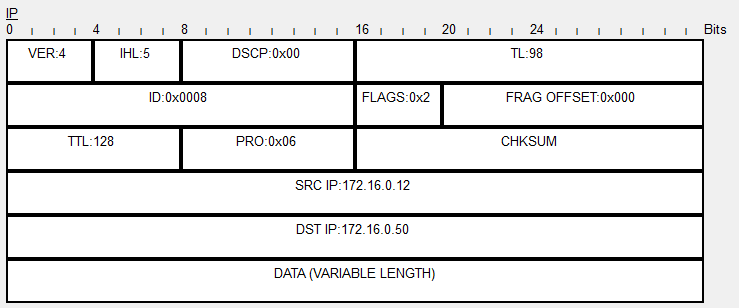 IP
0 4 8 16 20 24 Bits
VER:4 IHL:5 DSCP:0x00 TL:98
ID:0x0008 FLAGS:0x2 FRAG OFFSET:0x000
TTL:128 PRO:0x06 CHKSUM
SRC IP:172.16.0.12
DST IP:172.16.0.50
DATA (VARIABLE LENGTH)